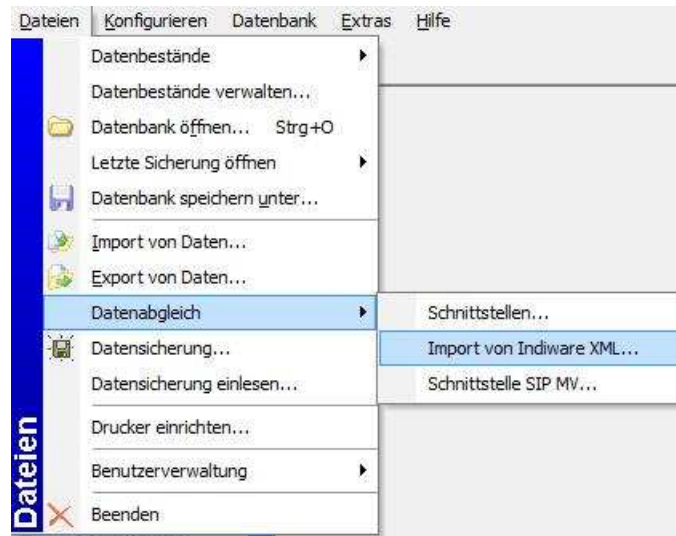 Dateien Konfigurieren Datenbank Extras Hilfe
Datenbestände
Datenbestände verwalten...
Datenbank öffnen... Strg+O
Letzte Sicherung öffnen
Datenbank speichern unter...
Import von Daten...
Export von Daten...
Datenabgleich
Schnittstellen...
Datensicherung...
Import von Indiware XML...
Datensicherung einlesen...
Schnittstelle SIP MV...
Drucker einrichten...
Benutzerverwaltung
Beenden
Dateien